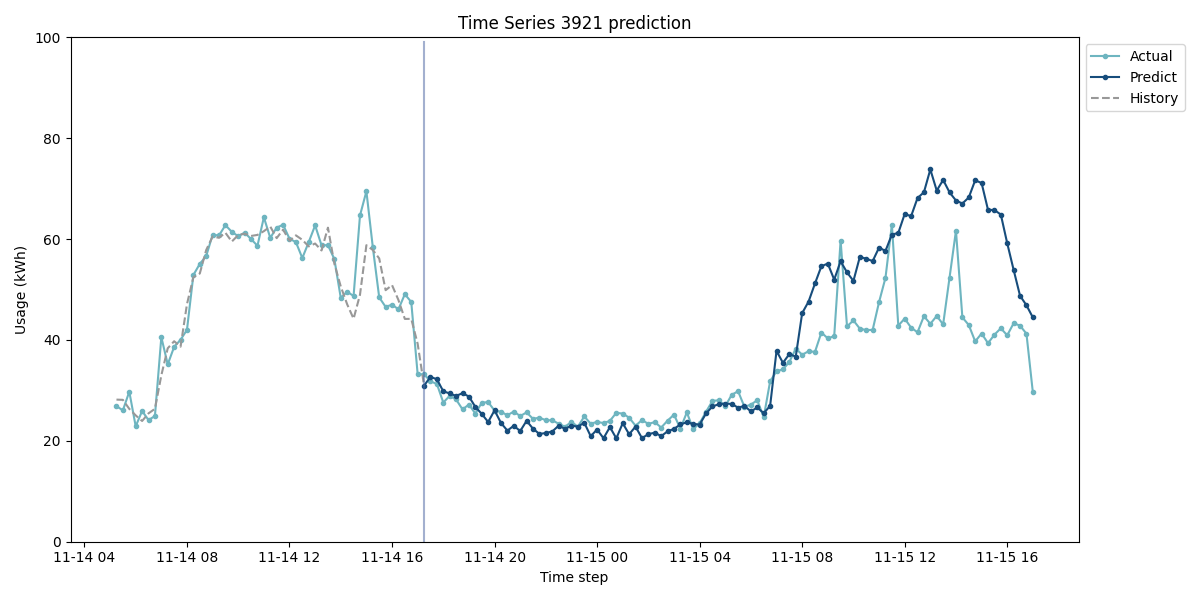 Time Series 3921 prediction
100
80
60
40
20
0
Usage (kWh)
11-14 04
11-14 08
11-14 12
11-14 16
11-14 20
11-15 00
11-15 04
11-15 08
11-15 12
11-15 16
Time step
Actual
Predict
History